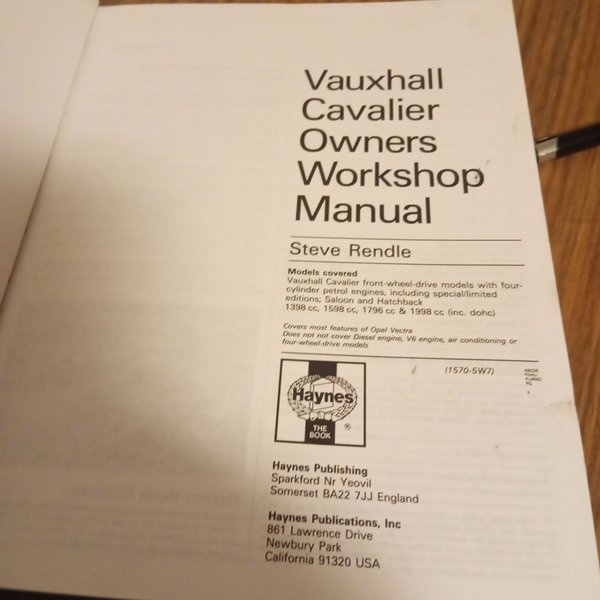 Vauxhall
Cavalier
Owners
Workshop
Manual
Steve Rendle
Models covered
Vauxhall Cavalier front-wheel-drive models with four-
cylinder petrol engines, including special/limited
editions; Saloon and Hatchback
1398 cc, 1598 cc, 1796 cc & 1998 cc (inc. dohc)
Covers most features of Opel Vectra
Does not cover Diesel engine, V6 engine, air conditioning or
four-wheel-drive models
(1570-5W7)
Haynes
THE
BOOK
®
Haynes Publishing
Sparkford Nr Yeovil
Somerset BA22 7JJ England
Haynes Publications, Inc
861 Lawrence Drive
Newbury Park
California 91320 USA